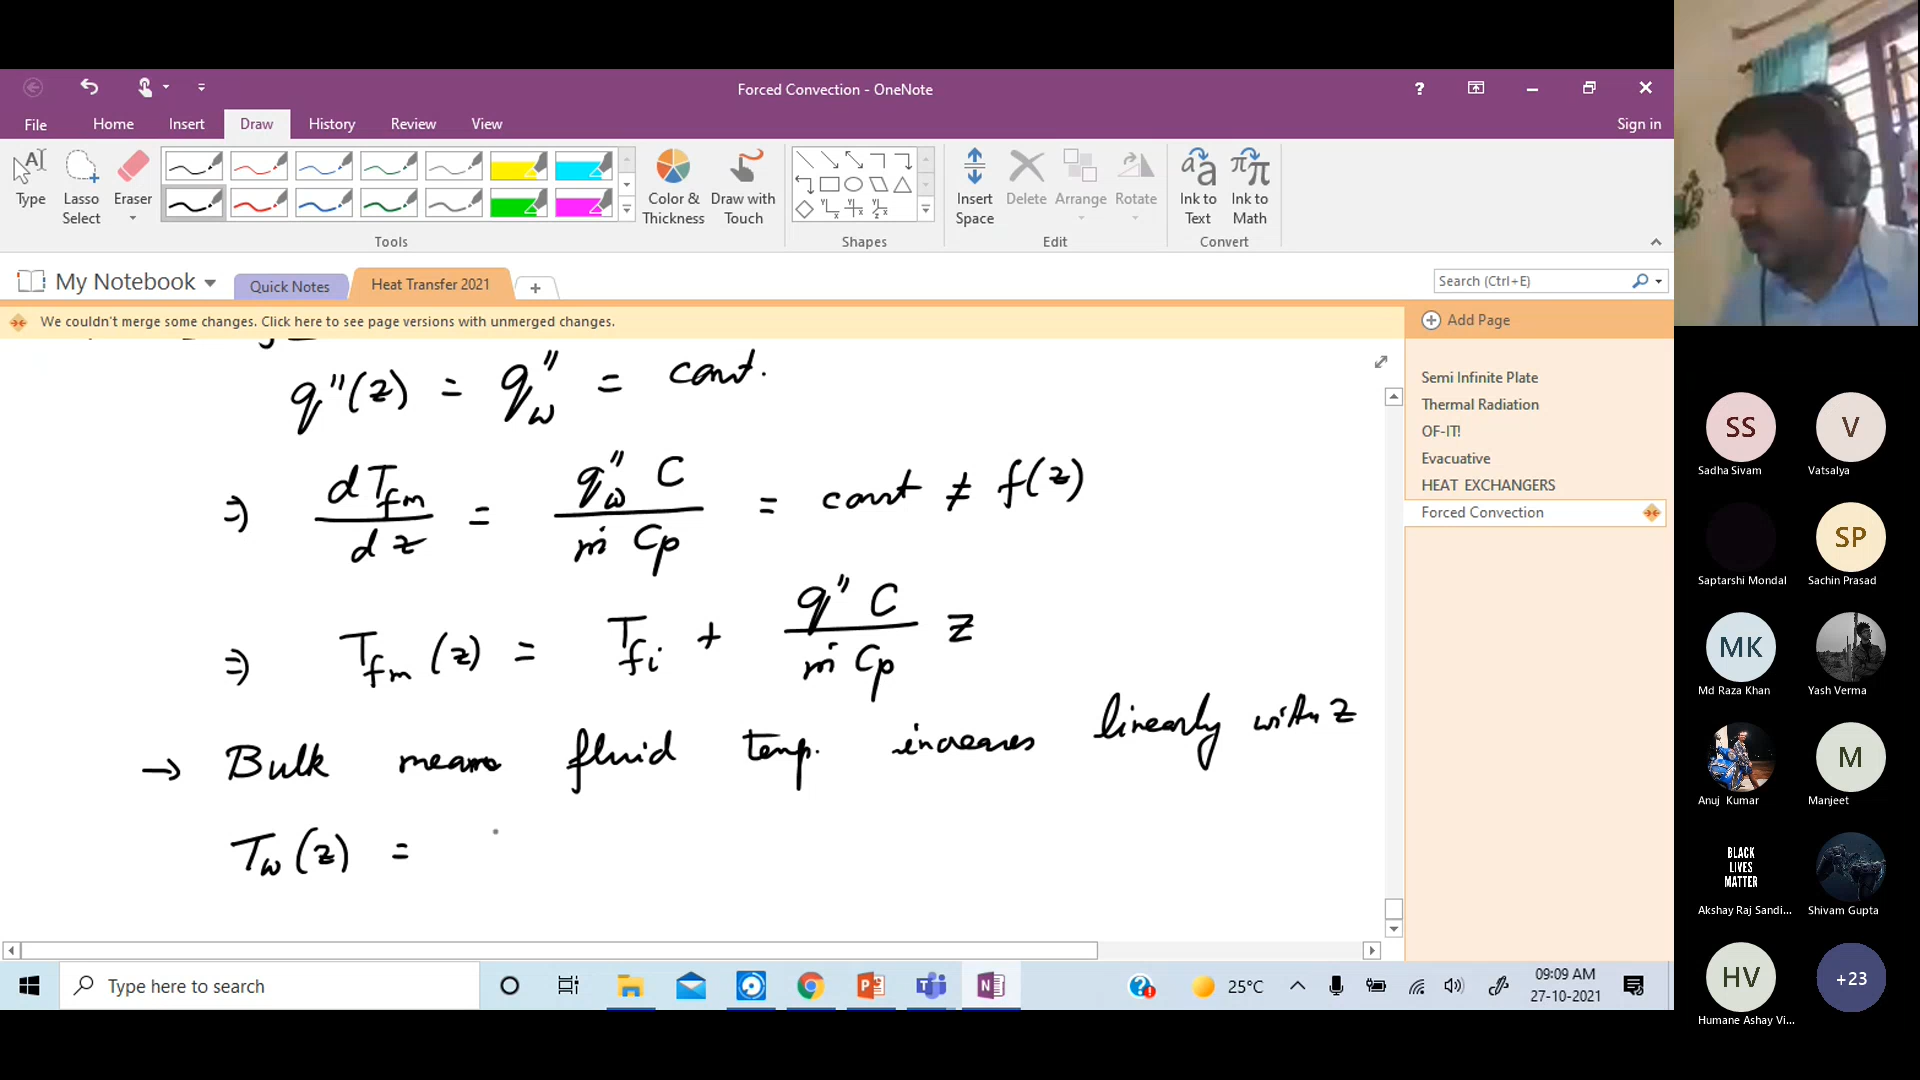 Forced Convection - OneNote
?
File Home Insert Draw History Review View
Sign in
Type
Lasso Select
Eraser
Color & Thickness
Draw with Touch
Insert Space
Delete
Arrange
Rotate
Ink to Text
Ink to Math
Tools
Shapes
Edit
Convert
My Notebook
Quick Notes
Heat Transfer 2021
Search (Ctrl+E)
We couldn't merge some changes. Click here to see page versions with unmerged changes.
Add Page
Semi Infinite Plate
Thermal Radiation
OF-IT!
Evacuative
HEAT EXCHANGERS
Forced Convection
q''(z) = q''w = const.
⇒ dTfm/dz = q''w C / ṁ Cp = const ≠ f(z)
⇒ Tfm (z) = Tfi + q'' C / ṁ Cp z
→ Bulk mean fluid temp. increases linearly with z
Tw (z) =
Type here to search
25°C
09:09 AM
27-10-2021
SS
Sadha Sivam
V
Vatsalya
Saptarshi Mondal
SP
Sachin Prasad
MK
Md Raza Khan
Yash Verma
Anuj Kumar
M
Manjeet
BLACK
LIVES
MATTER
Akshay Raj Sandi...
Shivam Gupta
HV
Humane Ashay Vi...
+23